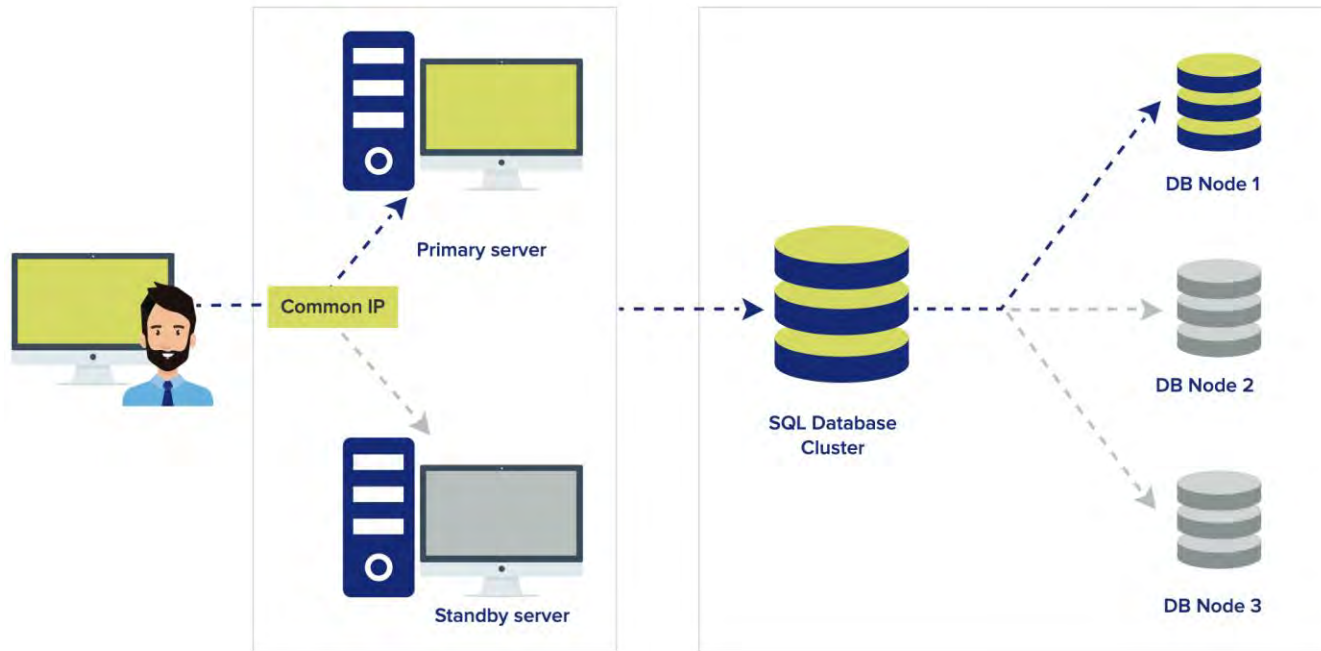 Primary server
Common IP
Standby server
SQL Database
Cluster
DB Node 1
DB Node 2
DB Node 3